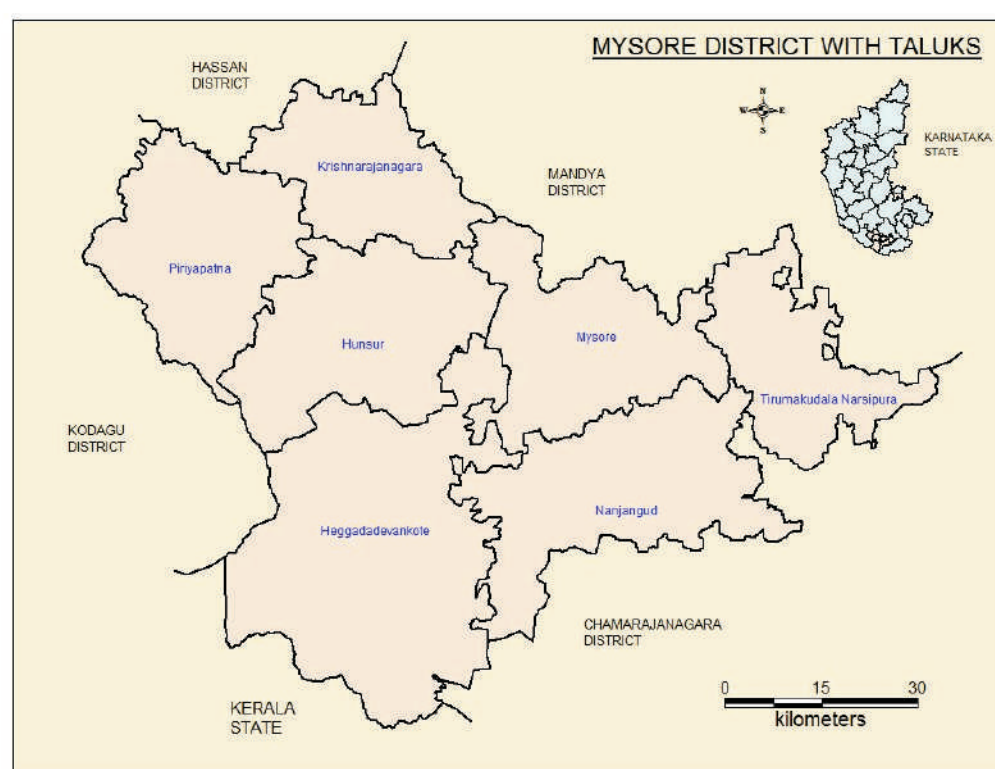 MYSORE DISTRICT WITH TALUKS
HASSAN
DISTRICT
N
W E
S
KARNATAKA
STATE
Krishnarajanagara
MANDYA
DISTRICT
Piriyapatna
Hunsur
Mysore
Tirumakudala Narsipura
KODAGU
DISTRICT
Nanjangud
Heggadadevankote
CHAMARAJANAGARA
DISTRICT
KERALA
STATE
0 15 30
kilometers